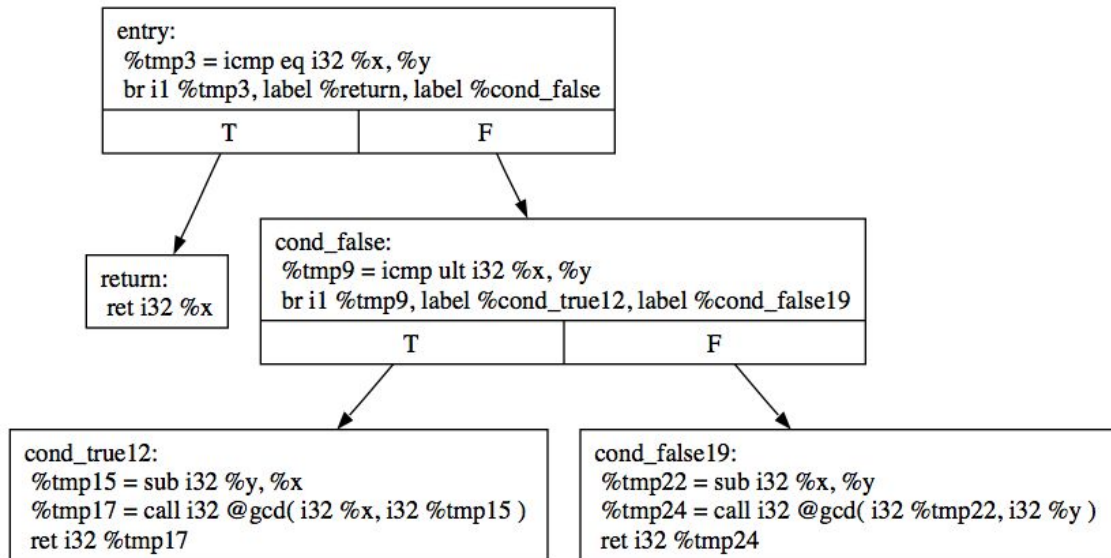 entry:
%tmp3 = icmp eq i32 %x, %y
br i1 %tmp3, label %return, label %cond_false
T
F
return:
ret i32 %x
cond_false:
%tmp9 = icmp ult i32 %x, %y
br i1 %tmp9, label %cond_true12, label %cond_false19
T
F
cond_true12:
%tmp15 = sub i32 %y, %x
%tmp17 = call i32 @gcd( i32 %x, i32 %tmp15 )
ret i32 %tmp17
cond_false19:
%tmp22 = sub i32 %x, %y
%tmp24 = call i32 @gcd( i32 %tmp22, i32 %y )
ret i32 %tmp24